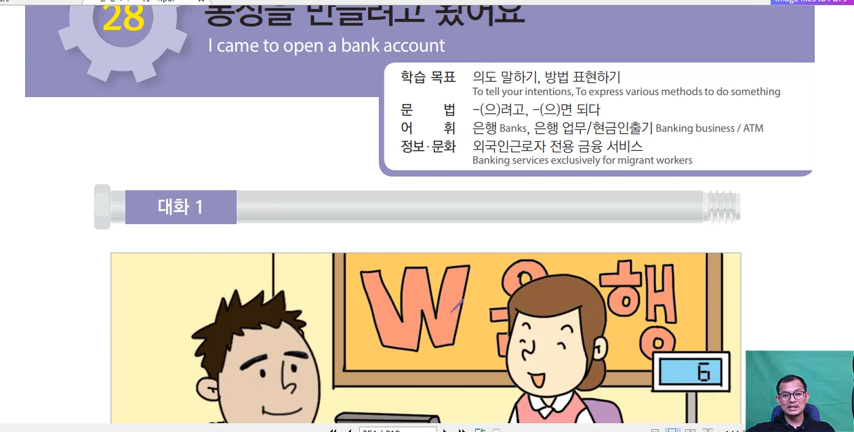 28
통장을 만들려고 왔어요
I came to open a bank account
학습 목표 의도 말하기, 방법 표현하기
To tell your intentions, To express various methods to do something
문 법 -(으)려고, -(으)면 되다
어 휘 은행 Banks, 은행 업무/현금인출기 Banking business / ATM
정보·문화 외국인근로자 전용 금융 서비스
Banking services exclusively for migrant workers
대화 1
W 은행
6